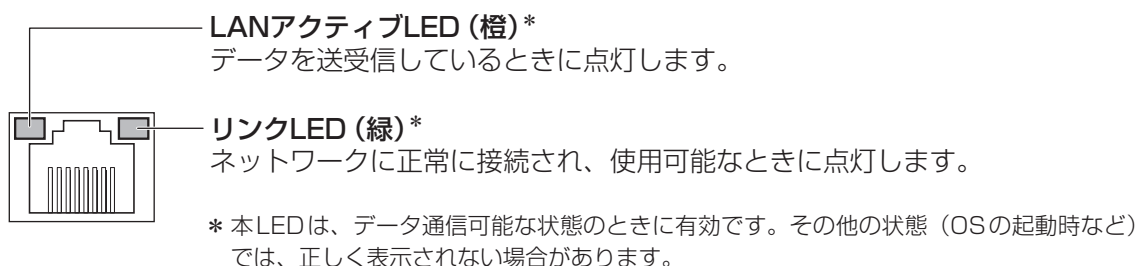 LANアクティブLED（橙）*
データを送受信しているときに点灯します。
リンクLED（緑）*
ネットワークに正常に接続され、使用可能なときに点灯します。
* 本LEDは、データ通信可能な状態のときに有効です。その他の状態（OSの起動時など）
では、正しく表示されない場合があります。